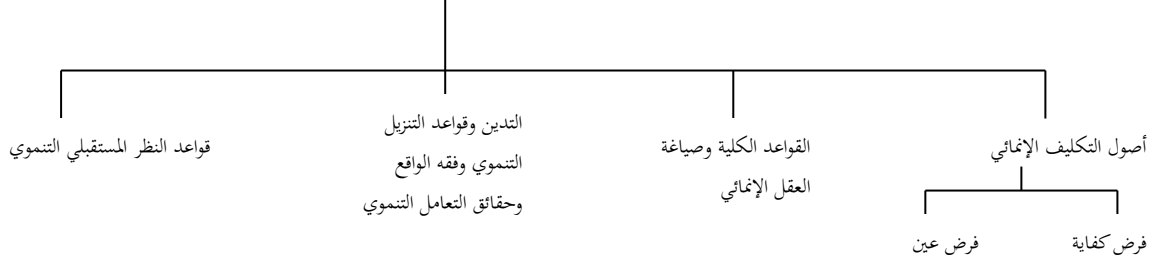 أصول التكليف الإنمائي
فرض كفاية
فرض عين
القواعد الكلية وصياغة
العقل الإنمائي
التدين وقواعد التنزيل
التنموي وفقه الواقع
وحقائق التعامل التنموي
قواعد النظر المستقبلي التنموي